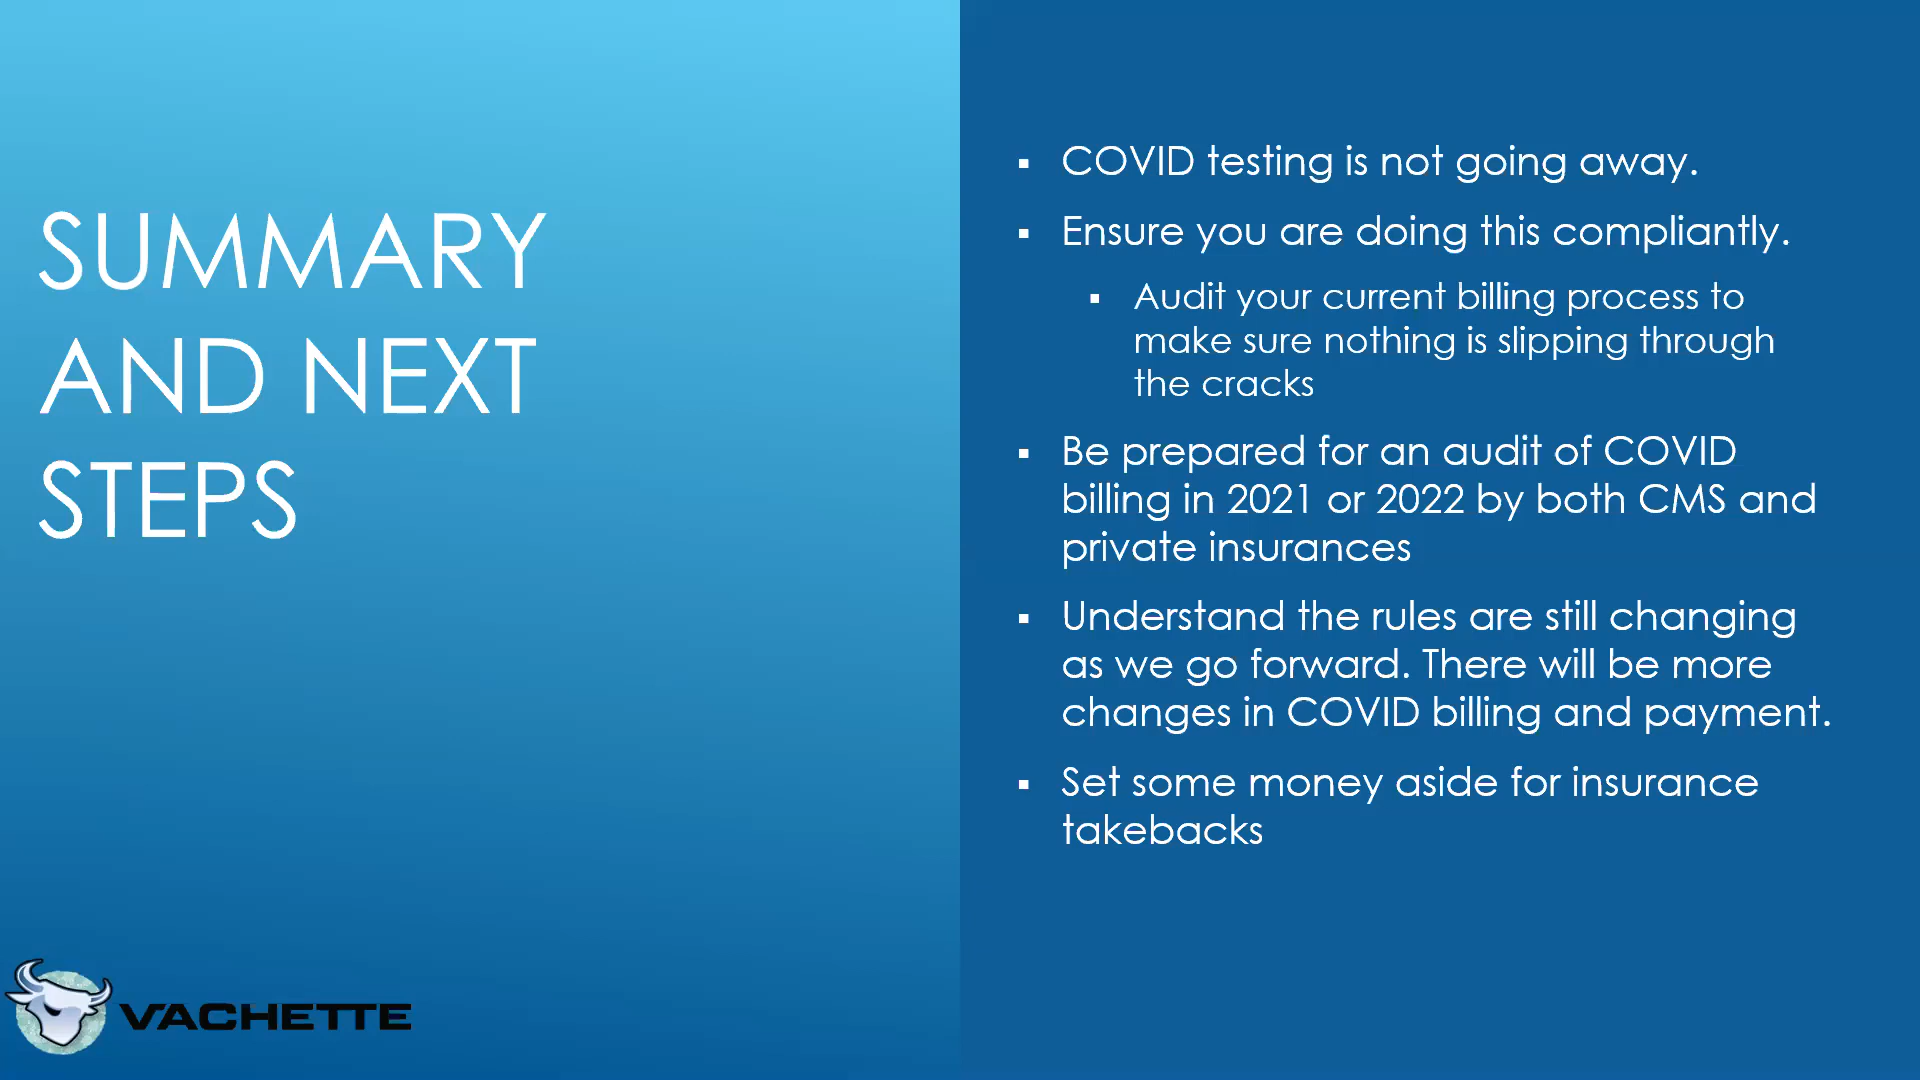 SUMMARY
AND NEXT
STEPS
▪ COVID testing is not going away.
▪ Ensure you are doing this compliantly.
▪ Audit your current billing process to
make sure nothing is slipping through
the cracks
▪ Be prepared for an audit of COVID
billing in 2021 or 2022 by both CMS and
private insurances
▪ Understand the rules are still changing
as we go forward. There will be more
changes in COVID billing and payment.
▪ Set some money aside for insurance
takebacks
VACHETTE